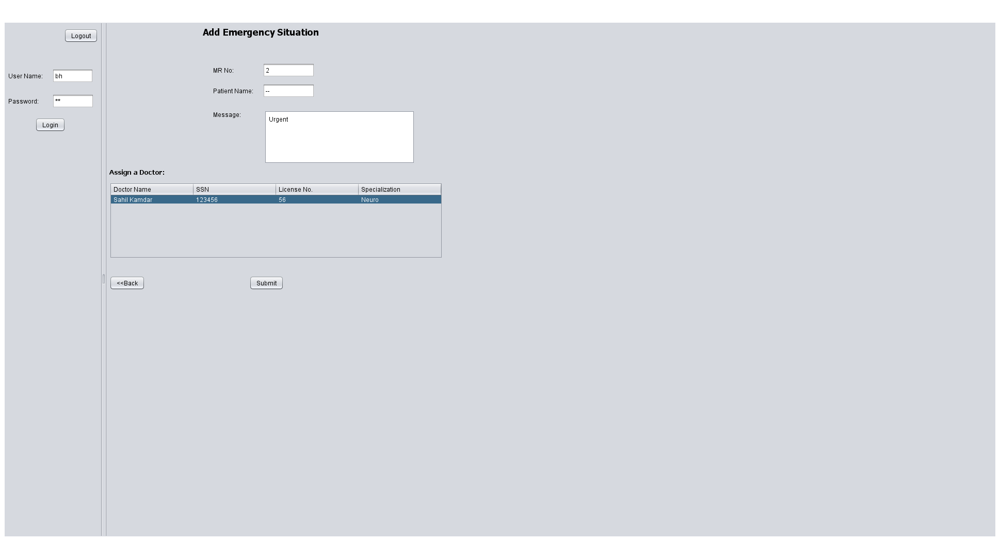 Logout
User Name: bh
Password: **
Login
Add Emergency Situation
MR No: 2
Patient Name: --
Message: Urgent
Assign a Doctor:
Doctor Name SSN License No. Specialization
Sahil Kamdar 123456 56 Neuro
<<Back Submit